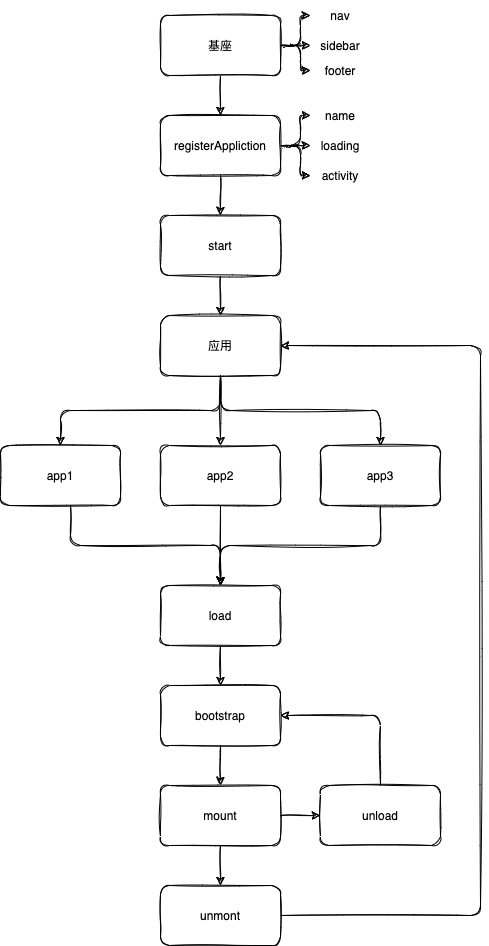 nav
基座
sidebar
footer
name
registerAppliction
loading
activity
start
应用
app1
app2
app3
load
bootstrap
mount
unload
unmont